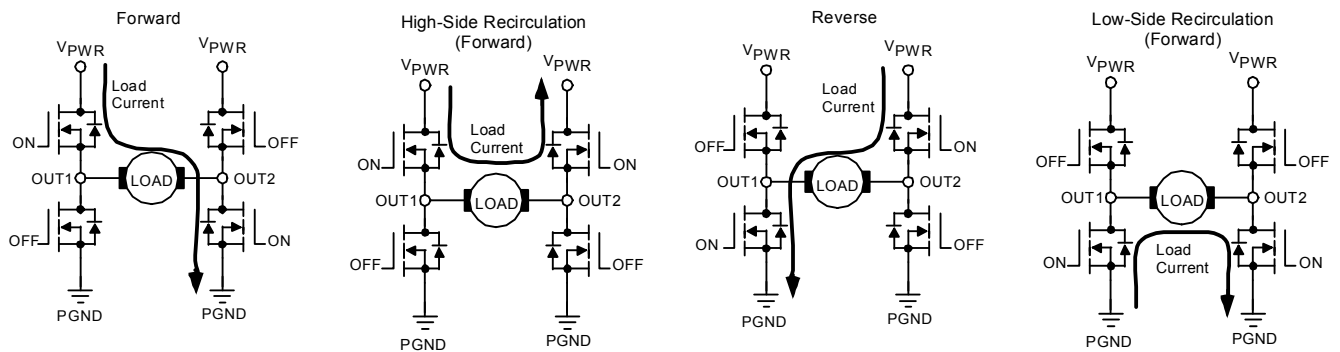 Forward
VPWR
VPWR
Load
Current
ON
OFF
OUT1
LOAD
OUT2
OFF
ON
PGND
PGND
High-Side Recirculation
(Forward)
VPWR
VPWR
Load
Current
ON
ON
OUT1
LOAD
OUT2
OFF
OFF
PGND
PGND
Reverse
VPWR
VPWR
Load
Current
OFF
ON
OUT1
LOAD
OUT2
ON
OFF
PGND
PGND
Low-Side Recirculation
(Forward)
VPWR
VPWR
OFF
OFF
OUT1
LOAD
OUT2
ON
Load
Current
ON
PGND
PGND